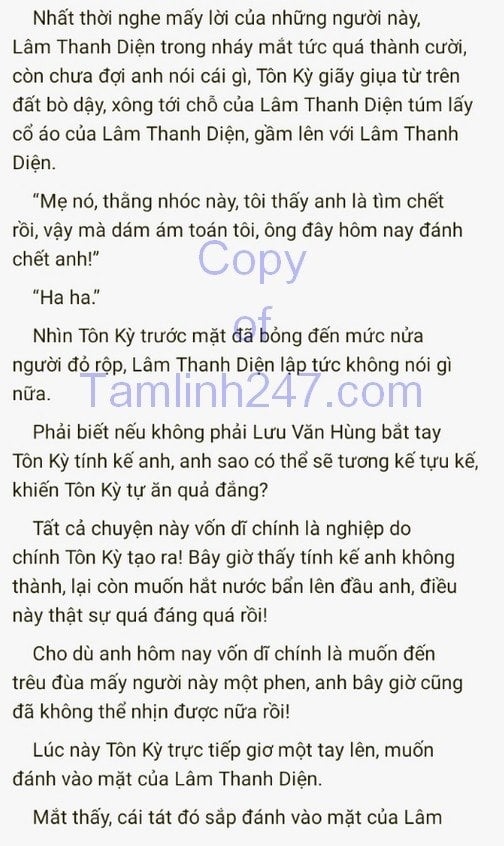 Nhất thời nghe mấy lời của những người này,
Lâm Thanh Diện trong nháy mắt tức quá thành cười,
còn chưa đợi anh nói cái gì, Tôn Kỳ giãy giụa từ trên
đất bò dậy, xông tới chỗ của Lâm Thanh Diện túm lấy
cổ áo của Lâm Thanh Diện, gầm lên với Lâm Thanh
Diện.
“Mẹ nó, thằng nhóc này, tôi thấy anh là tìm chết
rồi, vậy mà dám ám toán tôi, ông đây hôm nay đánh
chết anh!”
Copy
“Ha ha.”
of
Nhìn Tôn Kỳ trước mặt đã bỏng đến mức nửa
người đỏ rộp, Lâm Thanh Diện lập tức không nói gì
nữa.
Tamlinh247.com
Phải biết nếu không phải Lưu Văn Hùng bắt tay
Tôn Kỳ tính kế anh, anh sao có thể sẽ tương kế tựu kế,
khiến Tôn Kỳ tự ăn quả đắng?
Tất cả chuyện này vốn dĩ chính là nghiệp do
chính Tôn Kỳ tạo ra! Bây giờ thấy tính kế anh không
thành, lại còn muốn hắt nước bẩn lên đầu anh, điều
này thật sự quá đáng quá rồi!
Cho dù anh hôm nay vốn dĩ chính là muốn đến
trêu đùa mấy người này một phen, anh bây giờ cũng
đã không thể nhịn được nữa rồi!
Lúc này Tôn Kỳ trực tiếp giơ một tay lên, muốn
đánh vào mặt của Lâm Thanh Diện.
Mắt thấy, cái tát đó sắp đánh vào mặt của Lâm